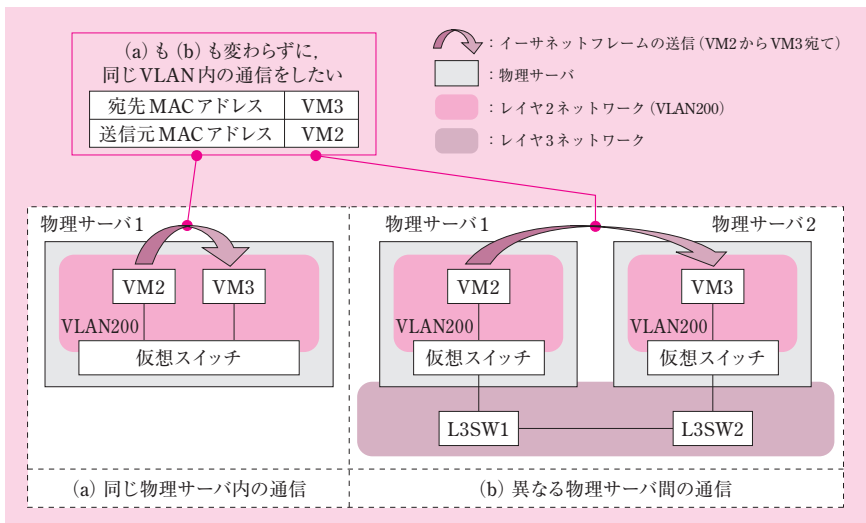 (a)も(b)も変わらずに，
同じVLAN内の通信をしたい
宛先MACアドレス VM3
送信元MACアドレス VM2
：イーサネットフレームの送信（VM2からVM3宛て）
：物理サーバ
：レイヤ2ネットワーク（VLAN200）
：レイヤ3ネットワーク
物理サーバ1
VM2 VM3
VLAN200
仮想スイッチ
(a) 同じ物理サーバ内の通信
物理サーバ1 物理サーバ2
VM2 VM3
VLAN200 VLAN200
仮想スイッチ 仮想スイッチ
L3SW1 L3SW2
(b) 異なる物理サーバ間の通信